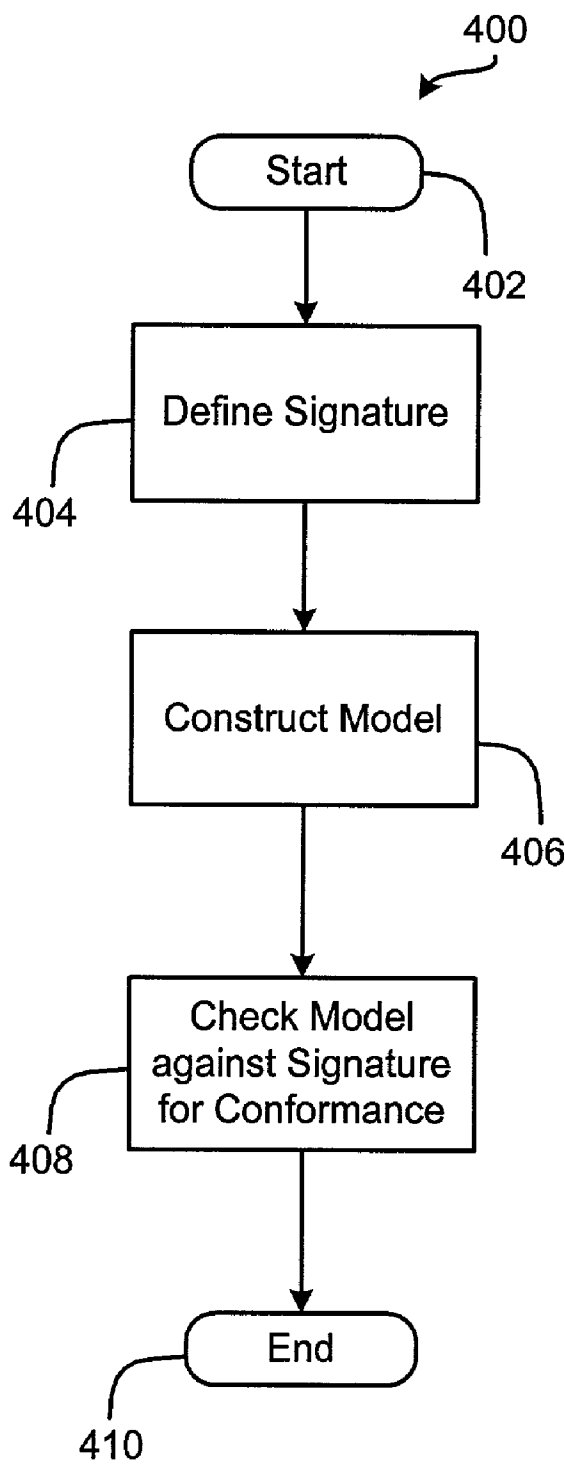 400
Start
402
Define Signature
404
Construct Model
406
Check Model
against Signature
for Conformance
408
End
410